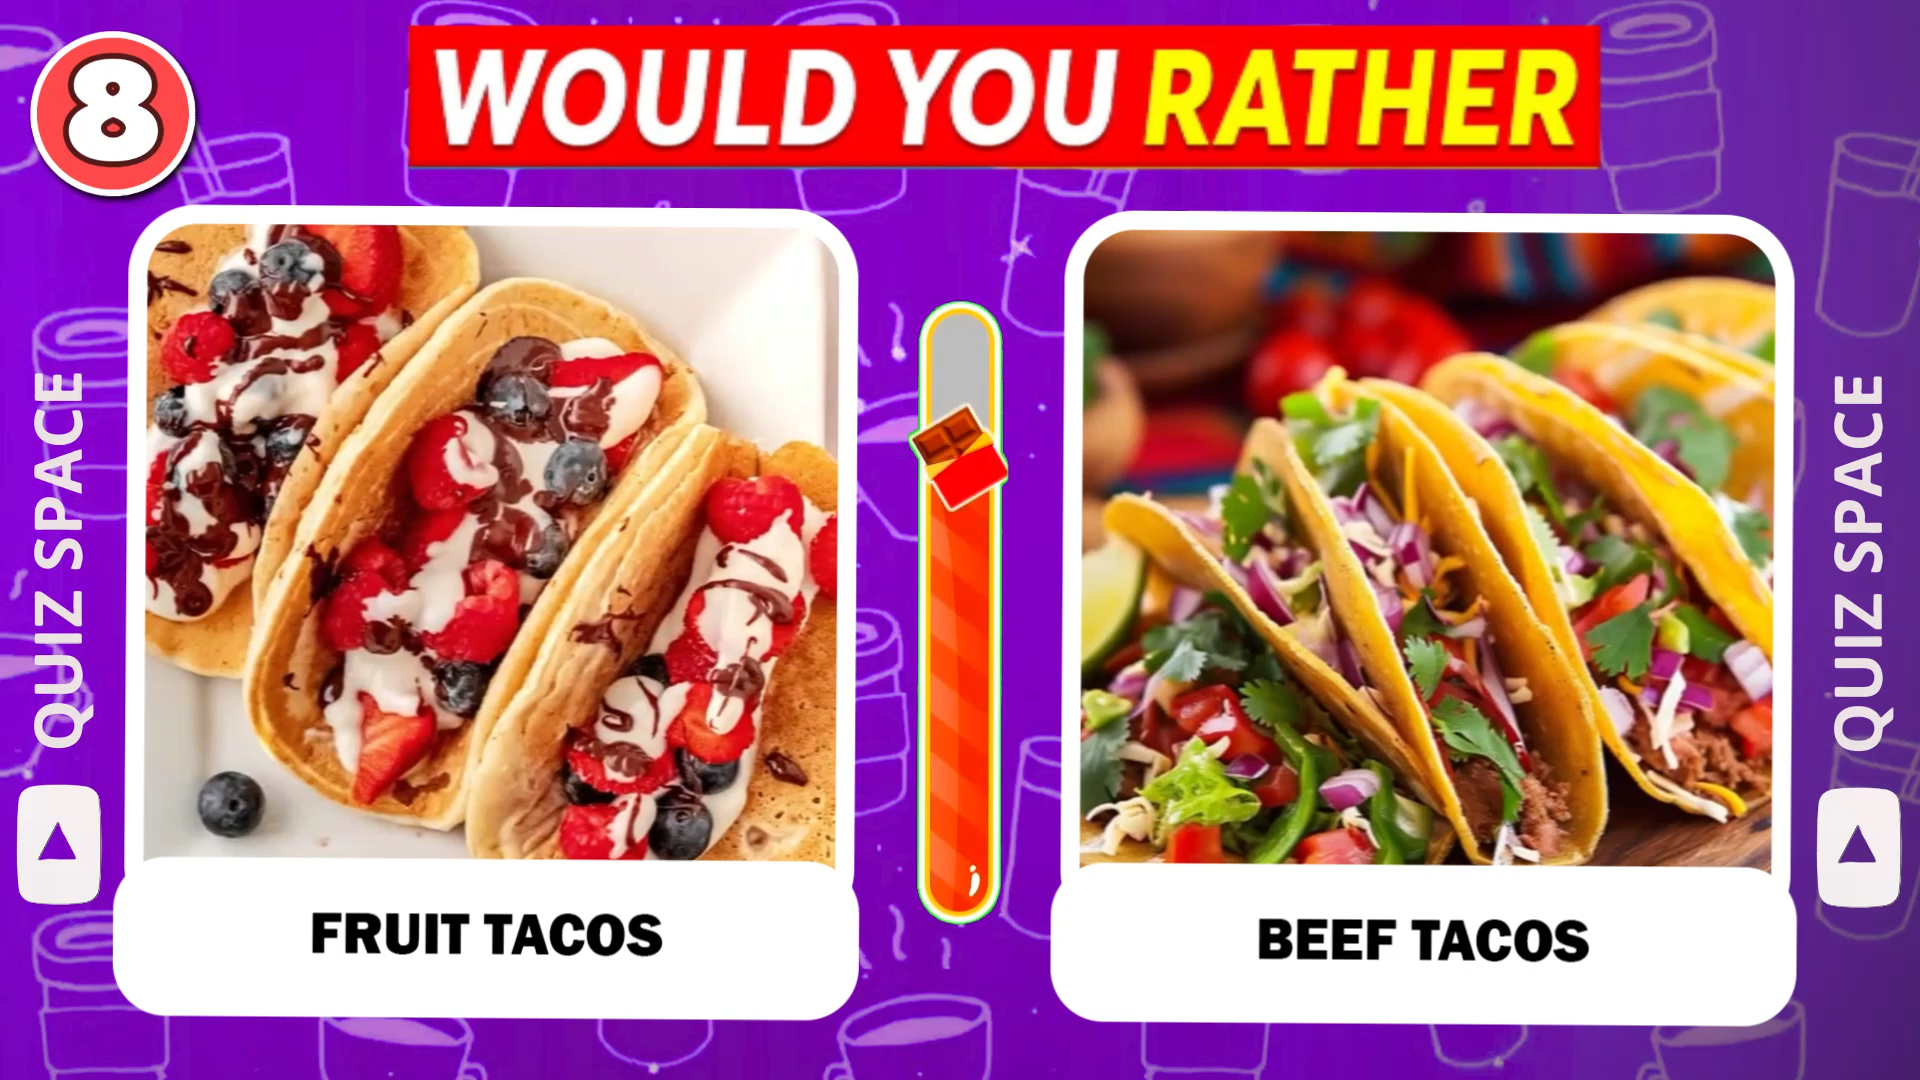 8
WOULD YOU RATHER
QUIZ SPACE
QUIZ SPACE
FRUIT TACOS
BEEF TACOS